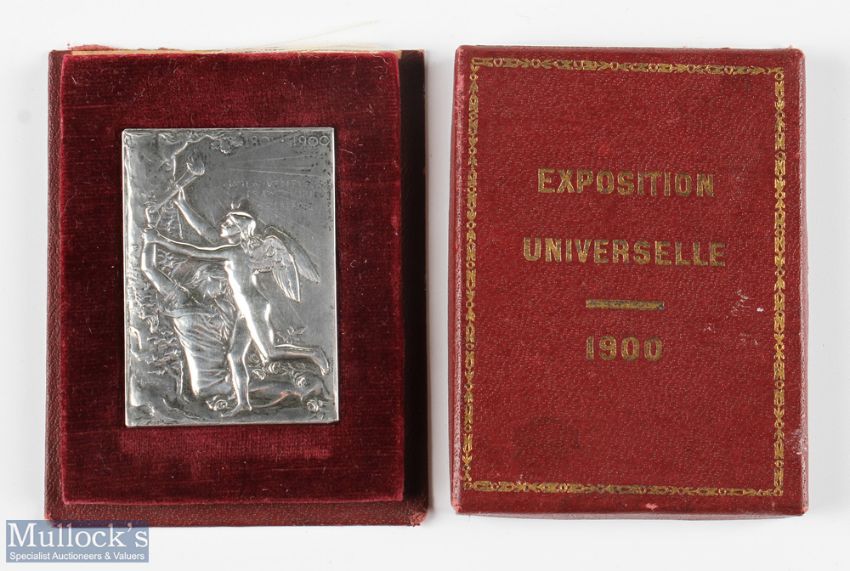 1900
EXPOSITION
UNIVERSELLE
1900
Mullock's
Specialist Auctioneers & Valuers